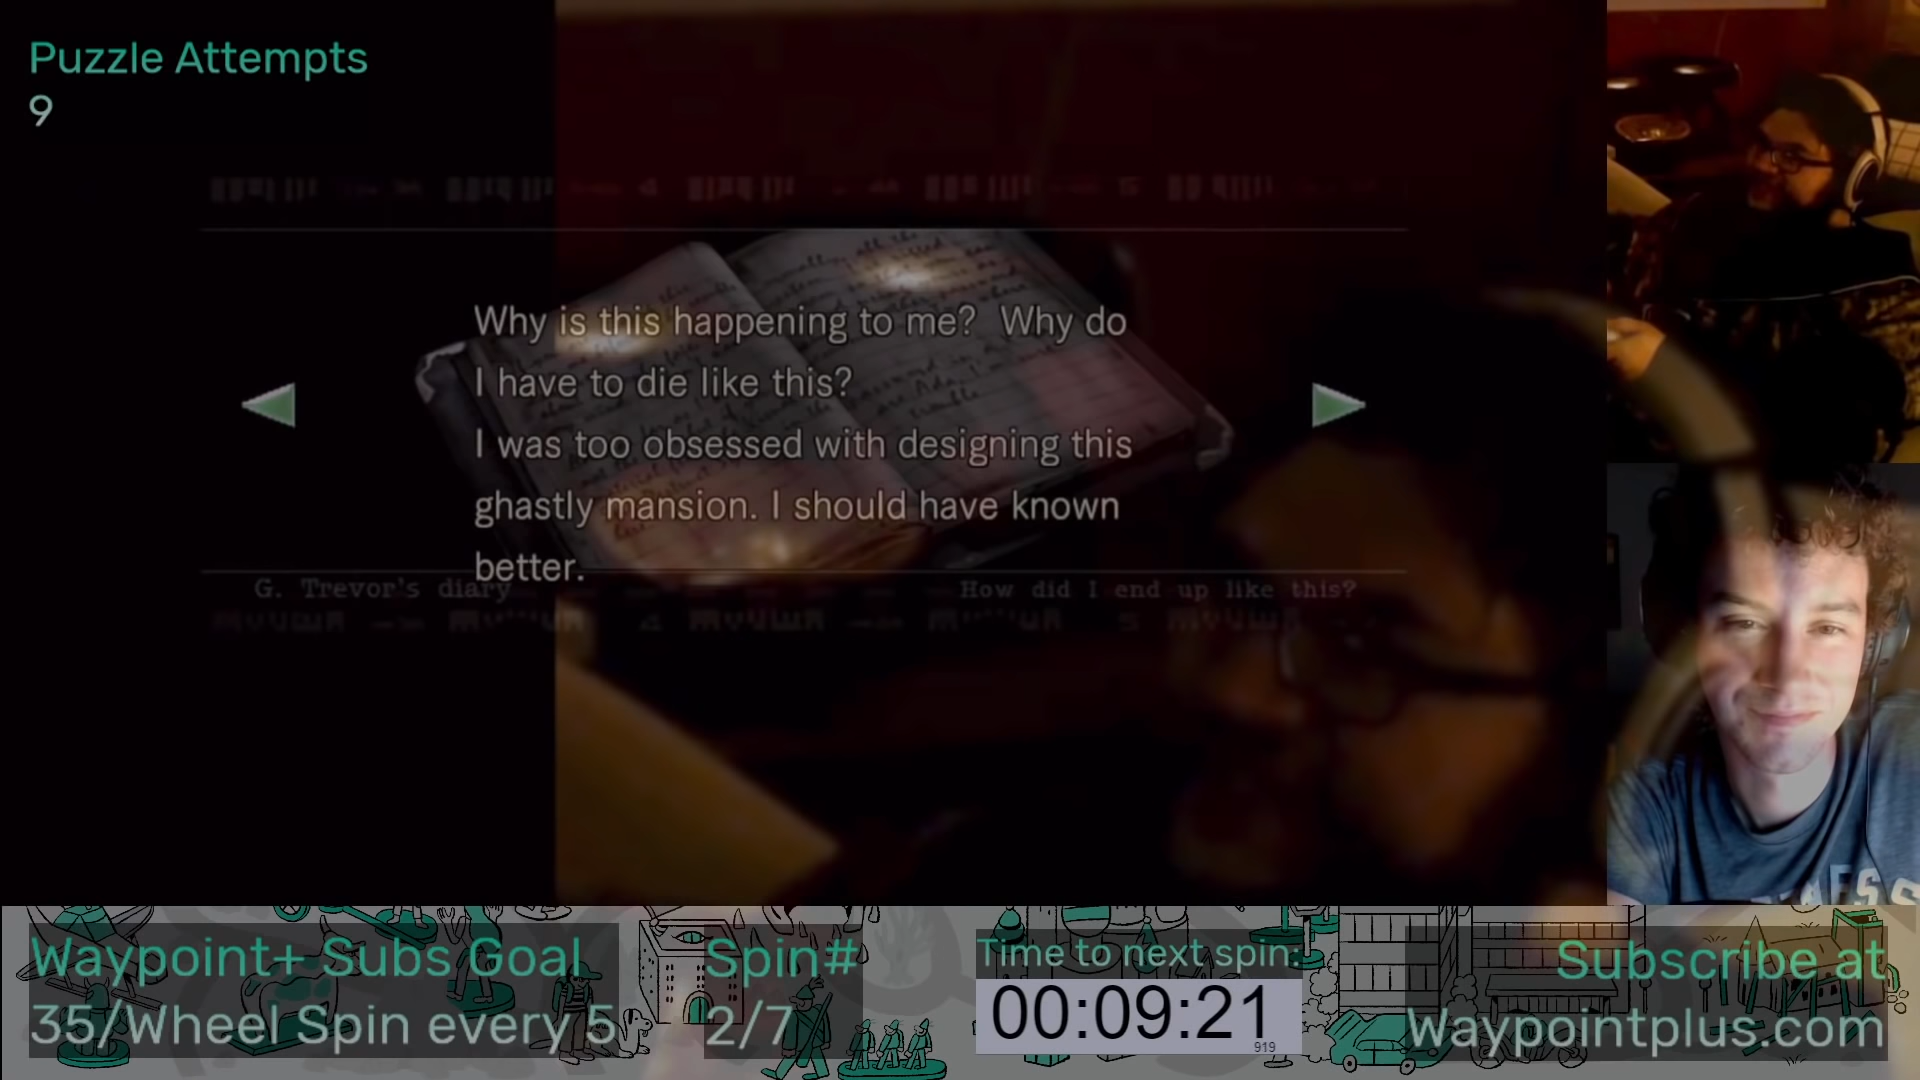 Puzzle Attempts
9
Why is this happening to me?  Why do
I have to die like this?
I was too obsessed with designing this
ghastly mansion. I should have known
better.
G. Trevor's diary
How did I end up like this?
Waypoint+ Subs Goal
35/Wheel Spin every 5
Spin#
2/7
Time to next spin:
00:09:21
919
Subscribe at
Waypointplus.com